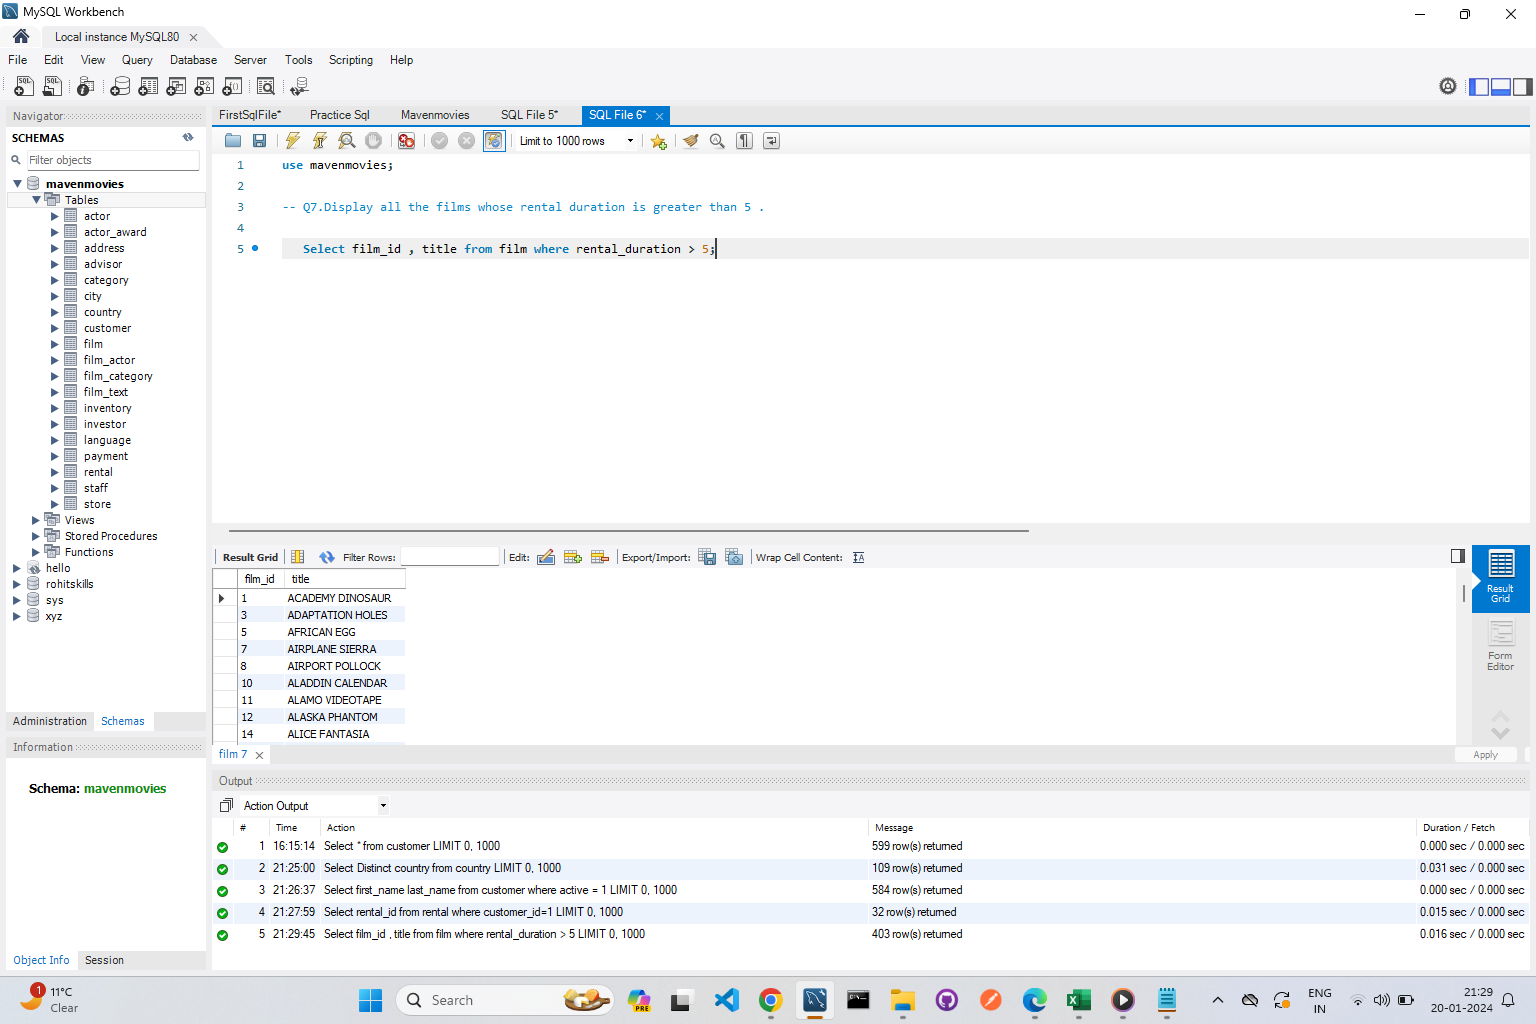 MySQL Workbench
Local instance MySQL80
File Edit View Query Database Server Tools Scripting Help
Navigator
SCHEMAS
Filter objects
mavenmovies
Tables
actor
actor_award
address
advisor
category
city
country
customer
film
film_actor
film_category
film_text
inventory
investor
language
payment
rental
staff
store
Views
Stored Procedures
Functions
hello
rohitskills
sys
xyz
Administration Schemas
Information
Schema: mavenmovies
Object Info Session
FirstSqlFile* Practice Sql Mavenmovies SQL File 5* SQL File 6*
Limit to 1000 rows
1 use mavenmovies;
2
3 -- Q7.Display all the films whose rental duration is greater than 5 .
4
5 Select film_id , title from film where rental_duration > 5;
Result Grid Filter Rows: Edit: Export/Import: Wrap Cell Content:
film_id title
1 ACADEMY DINOSAUR
3 ADAPTATION HOLES
5 AFRICAN EGG
7 AIRPLANE SIERRA
8 AIRPORT POLLOCK
10 ALADDIN CALENDAR
11 ALAMO VIDEOTAPE
12 ALASKA PHANTOM
14 ALICE FANTASIA
Result
Grid
Form
Editor
film 7
Apply
Output
Action Output
# Time Action Message Duration / Fetch
1 16:15:14 Select * from customer LIMIT 0, 1000 599 row(s) returned 0.000 sec / 0.000 sec
2 21:25:00 Select Distinct country from country LIMIT 0, 1000 109 row(s) returned 0.031 sec / 0.000 sec
3 21:26:37 Select first_name last_name from customer where active = 1 LIMIT 0, 1000 584 row(s) returned 0.000 sec / 0.000 sec
4 21:27:59 Select rental_id from rental where customer_id=1 LIMIT 0, 1000 32 row(s) returned 0.015 sec / 0.000 sec
5 21:29:45 Select film_id , title from film where rental_duration > 5 LIMIT 0, 1000 403 row(s) returned 0.016 sec / 0.000 sec
1
11°C
Clear
Search
PRE
ENG
IN
21:29
20-01-2024